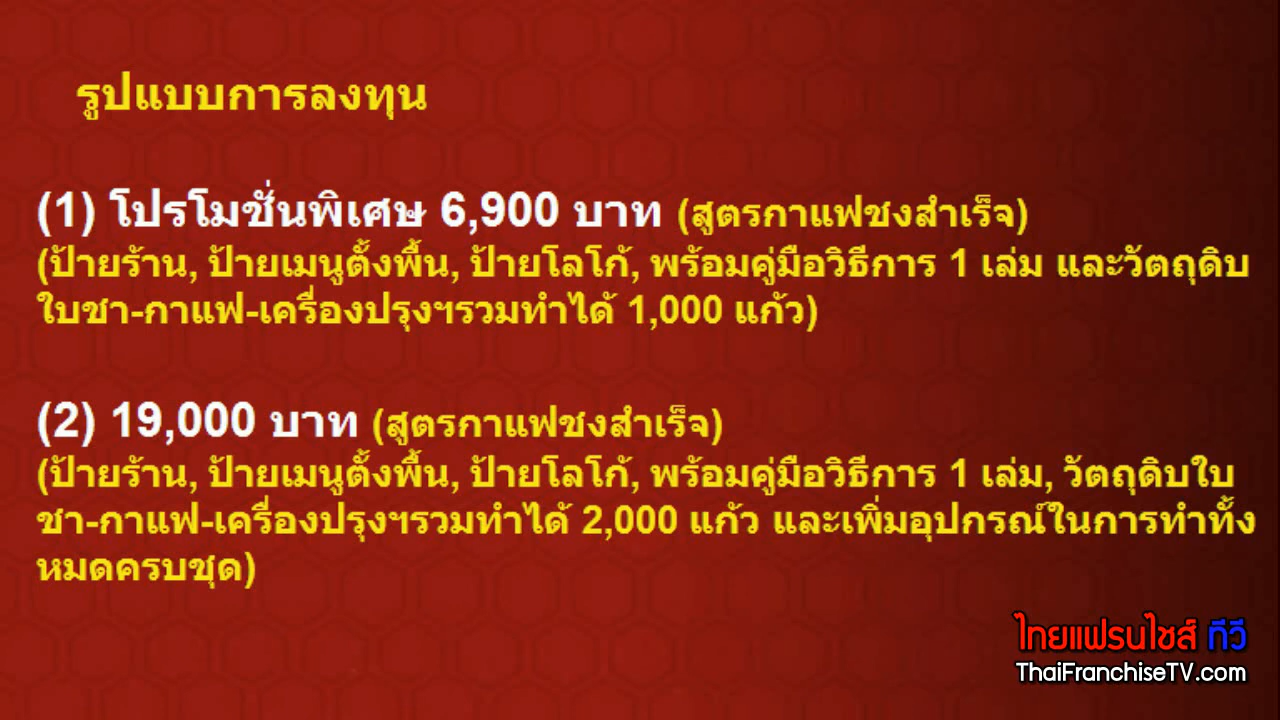 รูปแบบการลงทุน
(1) โปรโมชั่นพิเศษ 6,900 บาท (สูตรกาแฟชงสำเร็จ)
(ป้ายร้าน, ป้ายเมนูตั้งพื้น, ป้ายโลโก้, พร้อมคู่มือวิธีการ 1 เล่ม และวัตถุดิบ
ใบชา-กาแฟ-เครื่องปรุงฯรวมทำได้ 1,000 แก้ว)
(2) 19,000 บาท (สูตรกาแฟชงสำเร็จ)
(ป้ายร้าน, ป้ายเมนูตั้งพื้น, ป้ายโลโก้, พร้อมคู่มือวิธีการ 1 เล่ม, วัตถุดิบใบ
ชา-กาแฟ-เครื่องปรุงฯรวมทำได้ 2,000 แก้ว และเพิ่มอุปกรณ์ในการทำทั้ง
หมดครบชุด)
ไทยแฟรนไชส์ ทีวี
ThaiFranchiseTV.com